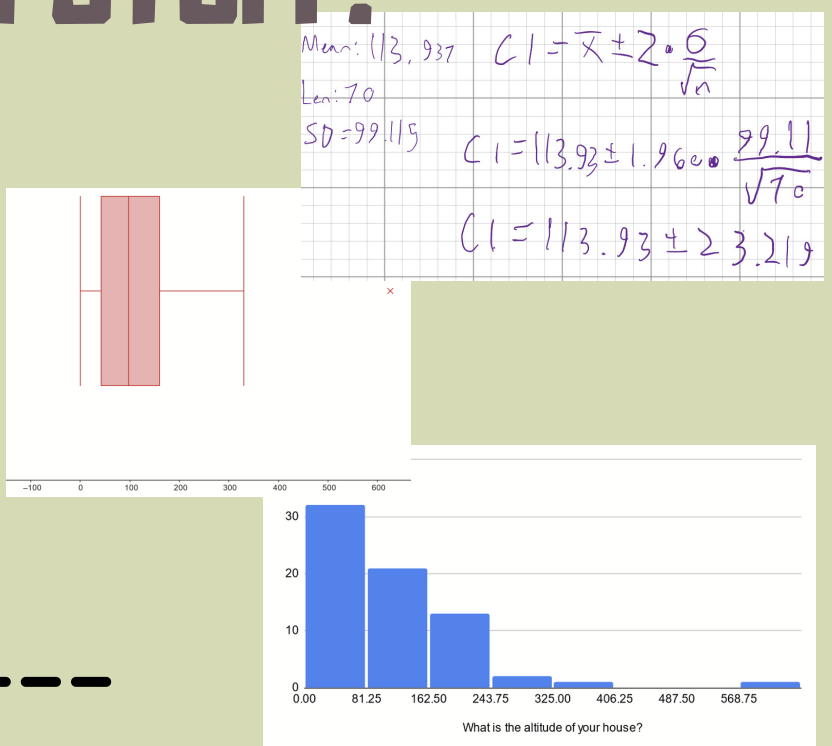 Mean: 113,937
Len: 70
SD=99.119
CI = x̄ ± Z • σ/√n
CI = 113.93 ± 1.960 • 99.11/√70
CI = 113.93 ± 23.219
×
−100 0 100 200 300 400 500 600
30
20
10
0
0.00 81.25 162.50 243.75 325.00 406.25 487.50 568.75
What is the altitude of your house?